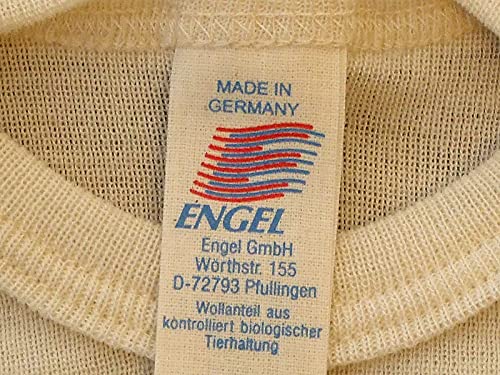 MADE IN
GERMANY
ENGEL
Engel GmbH
Wörthstr. 155
D-72793 Pfullingen
Wollanteil aus
kontrolliert biologischer
Tierhaltung